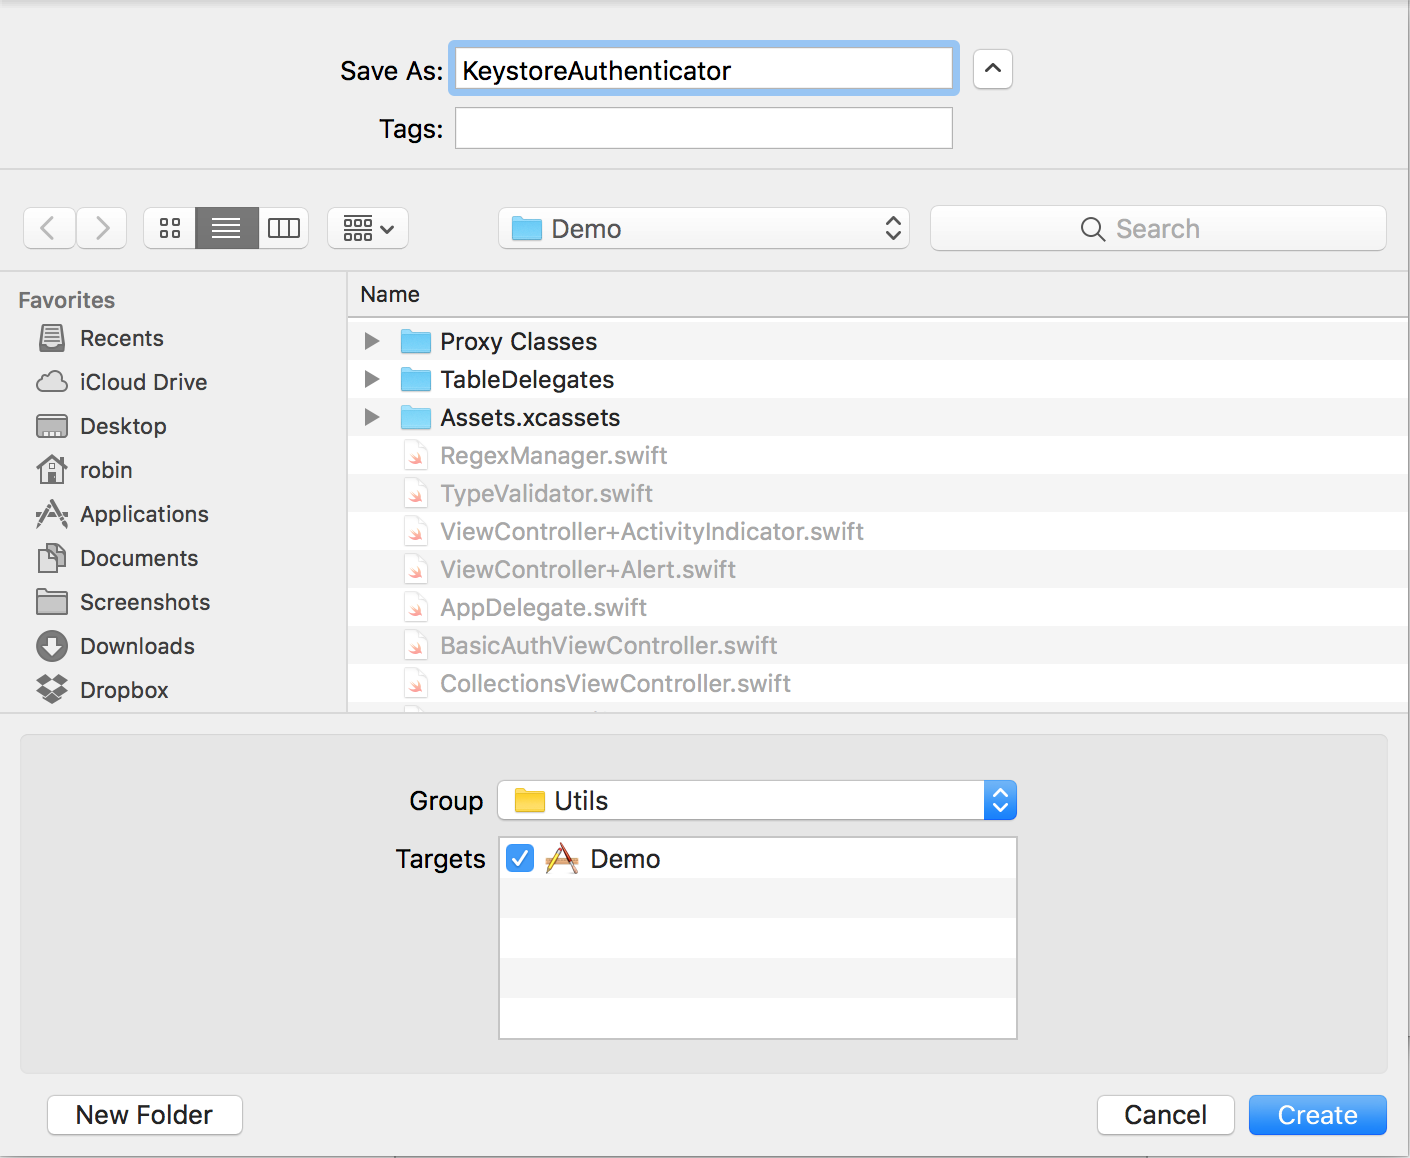 Save As: KeystoreAuthenticator
Tags:
Demo
Search
Favorites
Recents
iCloud Drive
Desktop
robin
Applications
Documents
Screenshots
Downloads
Dropbox
Name
Proxy Classes
TableDelegates
Assets.xcassets
RegexManager.swift
TypeValidator.swift
ViewController+ActivityIndicator.swift
ViewController+Alert.swift
AppDelegate.swift
BasicAuthViewController.swift
CollectionsViewController.swift
Group Utils
Targets Demo
New Folder
Cancel
Create